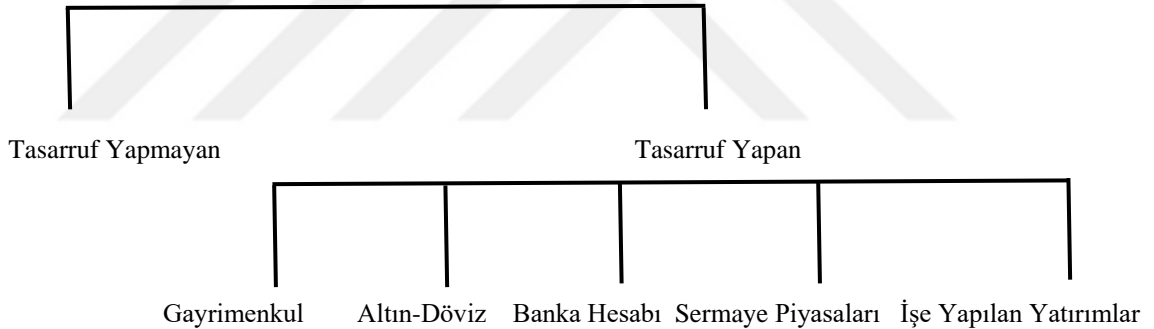 Tasarruf Yapmayan Tasarruf Yapan
Gayrimenkul Altın-Döviz Banka Hesabı Sermaye Piyasaları İşe Yapılan Yatırımlar